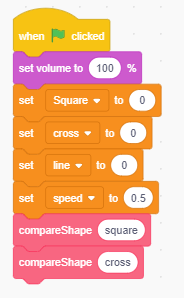 when clicked
set volume to 100 %
set Square to 0
set cross to 0
set line to 0
set speed to 0.5
compareShape square
compareShape cross